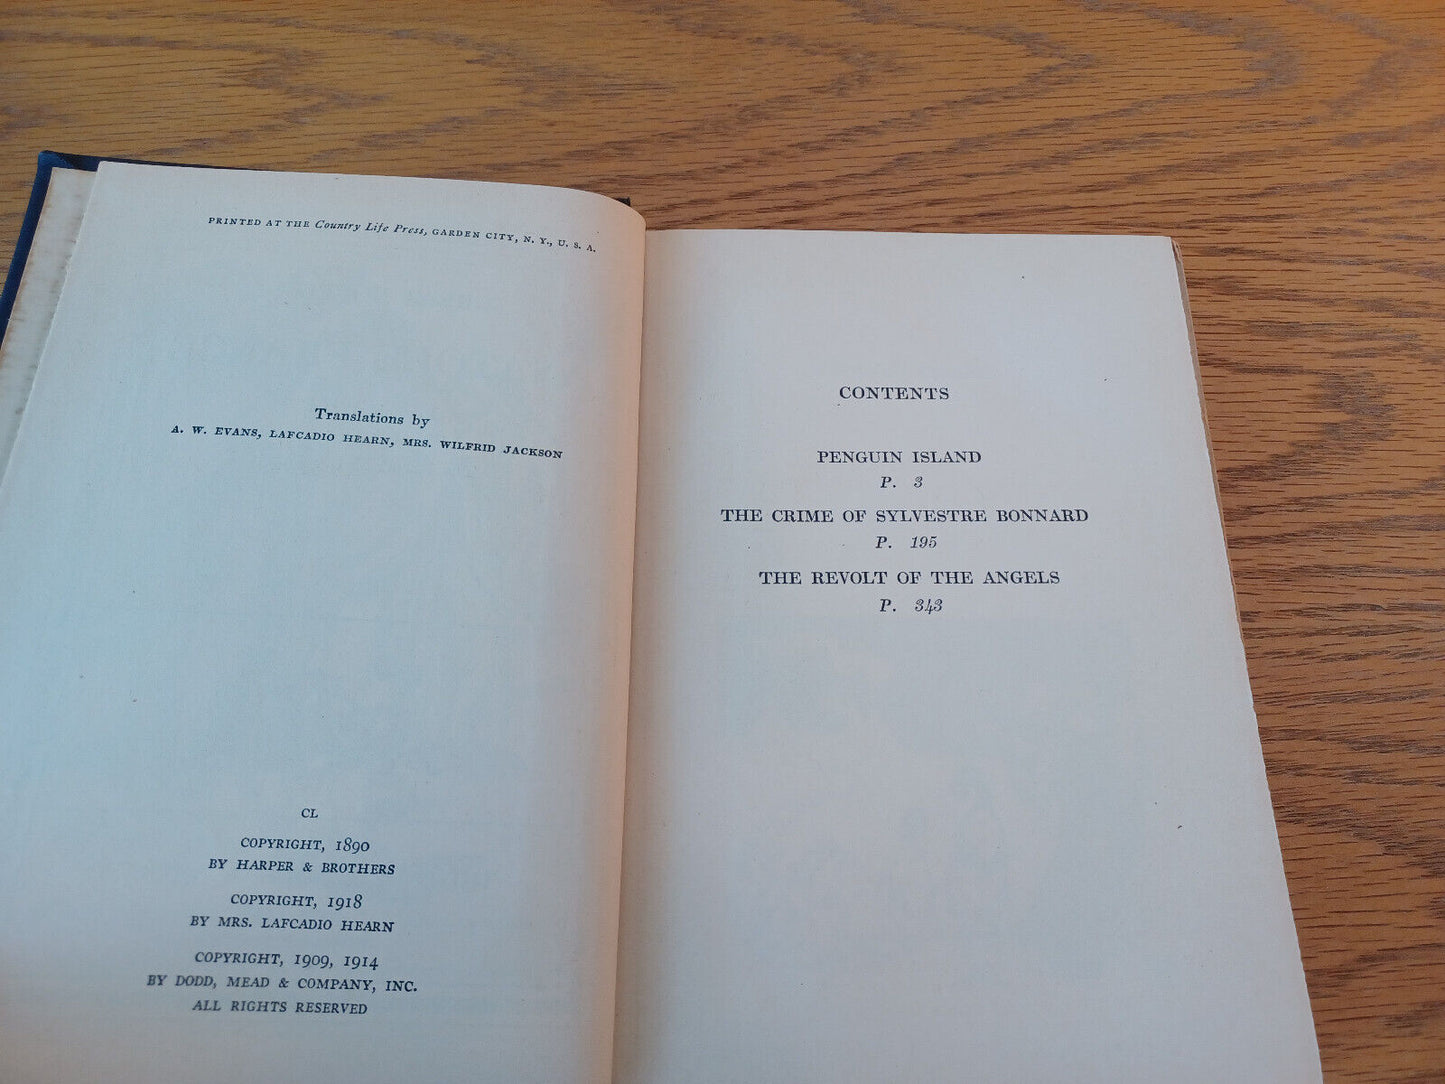 PRINTED AT THE Country Life Press, GARDEN CITY, N. Y., U. S. A.
Translations by
A. W. EVANS, LAFCADIO HEARN, MRS. WILFRID JACKSON
CL
COPYRIGHT, 1890
BY HARPER & BROTHERS
COPYRIGHT, 1918
BY MRS. LAFCADIO HEARN
COPYRIGHT, 1909, 1914
BY DODD, MEAD & COMPANY, INC.
ALL RIGHTS RESERVED
CONTENTS
PENGUIN ISLAND
P. 3
THE CRIME OF SYLVESTRE BONNARD
P. 195
THE REVOLT OF THE ANGELS
P. 343